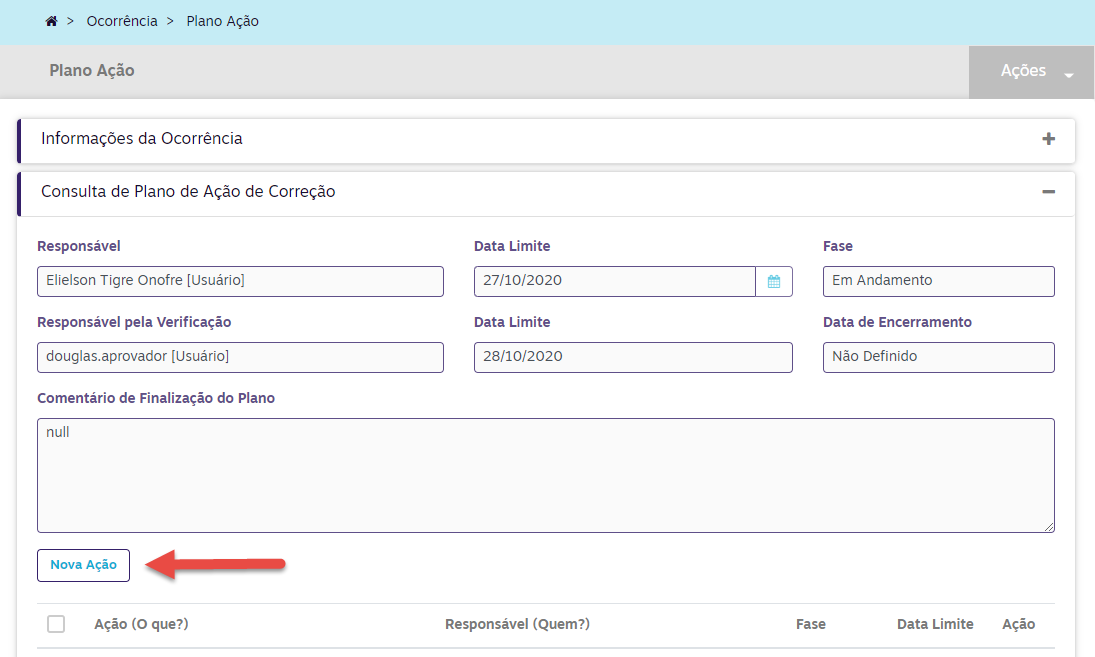 > Ocorrência > Plano Ação
Plano Ação
Ações
Informações da Ocorrência
Consulta de Plano de Ação de Correção
Responsável Data Limite Fase
Elielson Tigre Onofre [Usuário] 27/10/2020 Em Andamento
Responsável pela Verificação Data Limite Data de Encerramento
douglas.aprovador [Usuário] 28/10/2020 Não Definido
Comentário de Finalização do Plano
null
Nova Ação
Ação (O que?) Responsável (Quem?) Fase Data Limite Ação